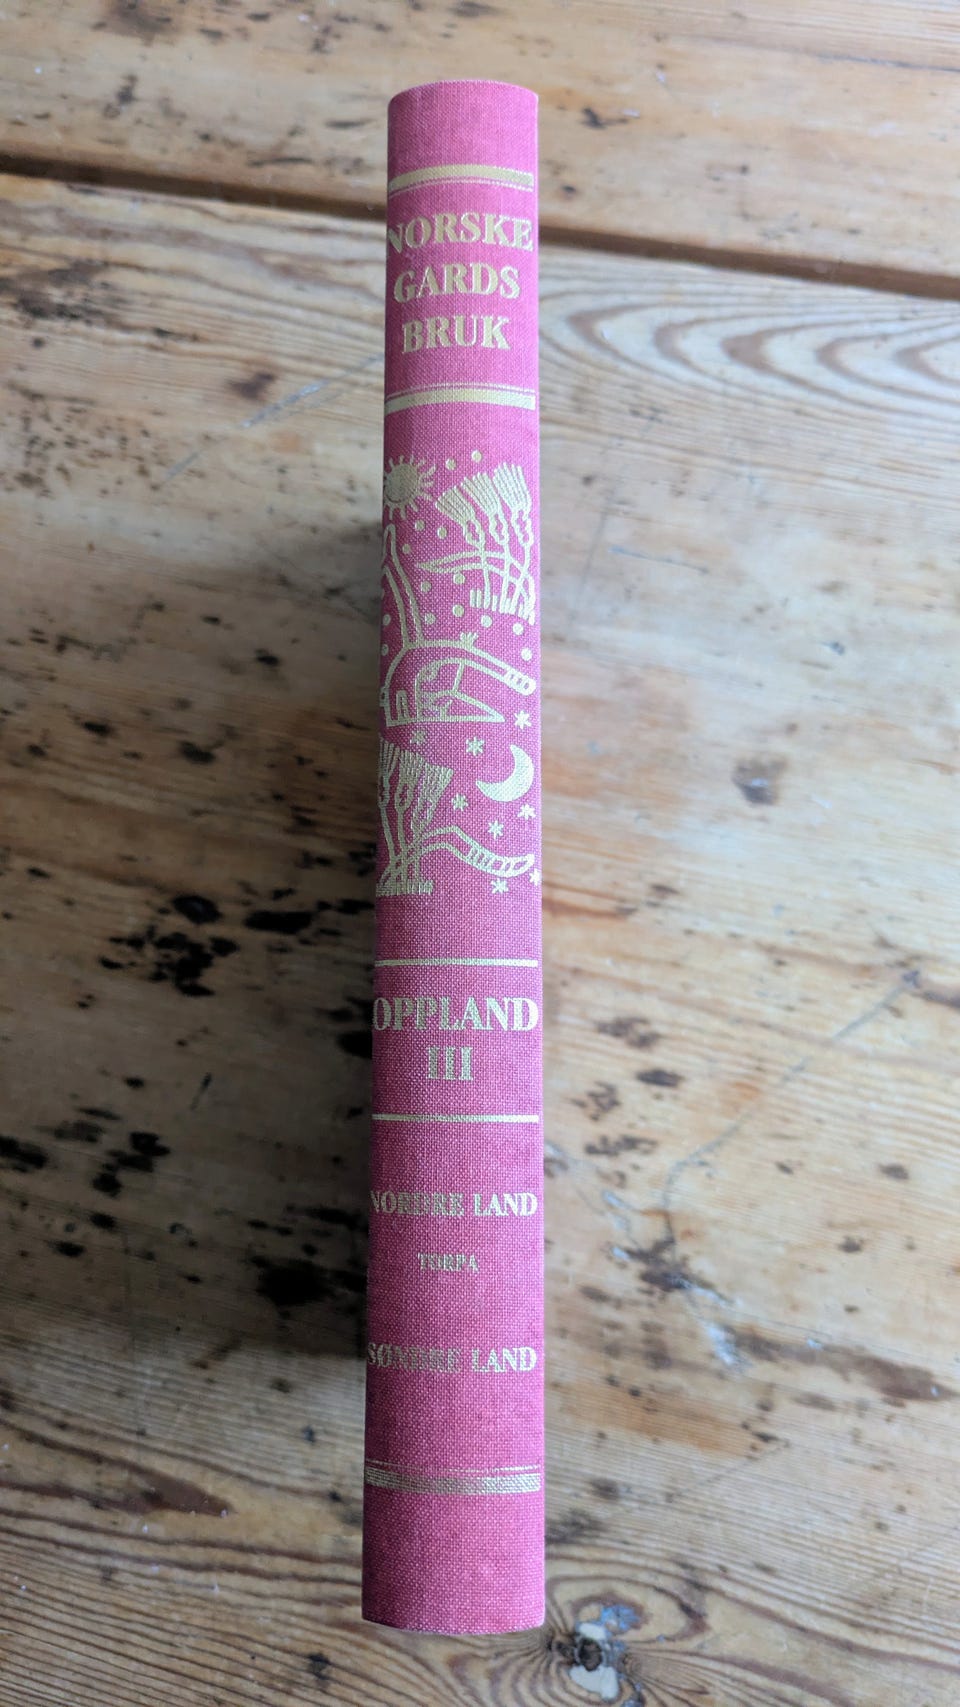 NORSKE
GARDS
BRUK
OPPLAND
III
NORDRE LAND
TORPA
SØNDRE LAND